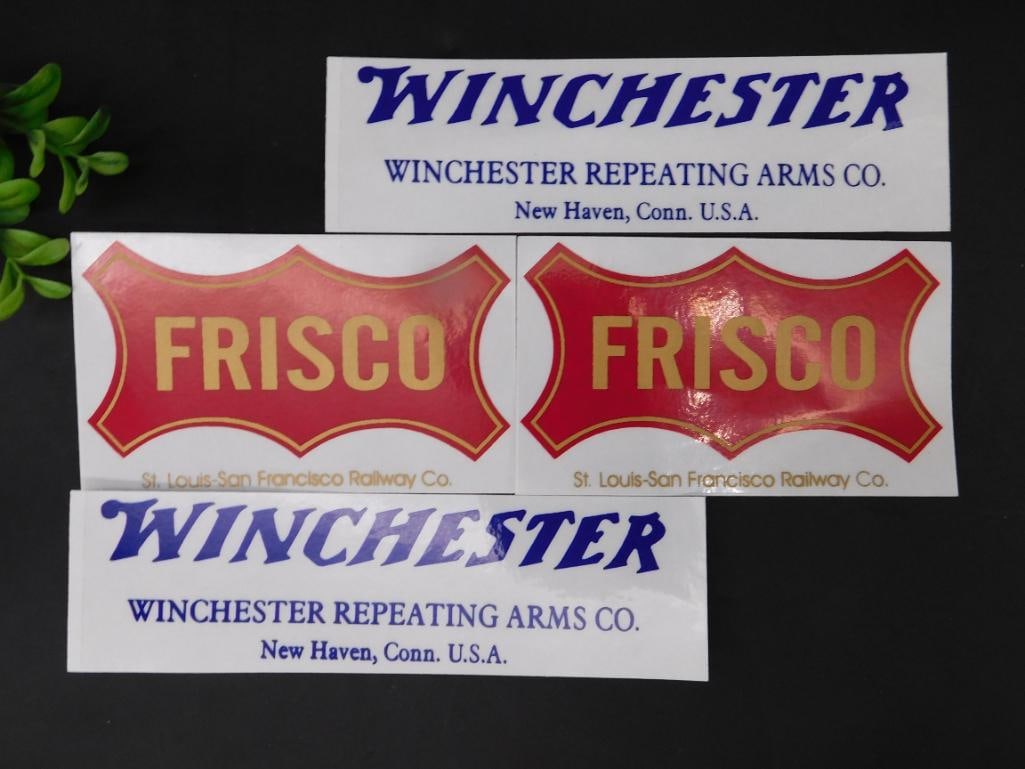 WINCHESTER
WINCHESTER REPEATING ARMS CO.
New Haven, Conn. U.S.A.
FRISCO
St. Louis-San Francisco Railway Co.
FRISCO
St. Louis-San Francisco Railway Co.
WINCHESTER
WINCHESTER REPEATING ARMS CO.
New Haven, Conn. U.S.A.